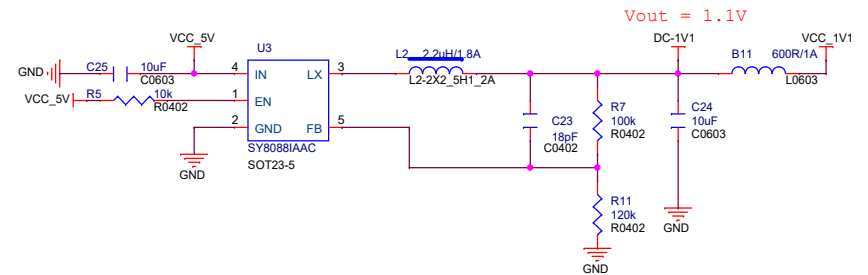 Vout = 1.1V
VCC_5V
DC-1V1
VCC_1V1
U3
C25
10uF
C0603
GND
4
IN
LX
3
L2
2.2uH/1.8A
L2-2X2_5H1_2A
B11
600R/1A
L0603
VCC_5V
R5
10k
R0402
1
EN
2
GND
FB
5
SY8088IAAC
SOT23-5
GND
C23
18pF
C0402
R7
100k
R0402
C24
10uF
C0603
R11
120k
R0402
GND
GND